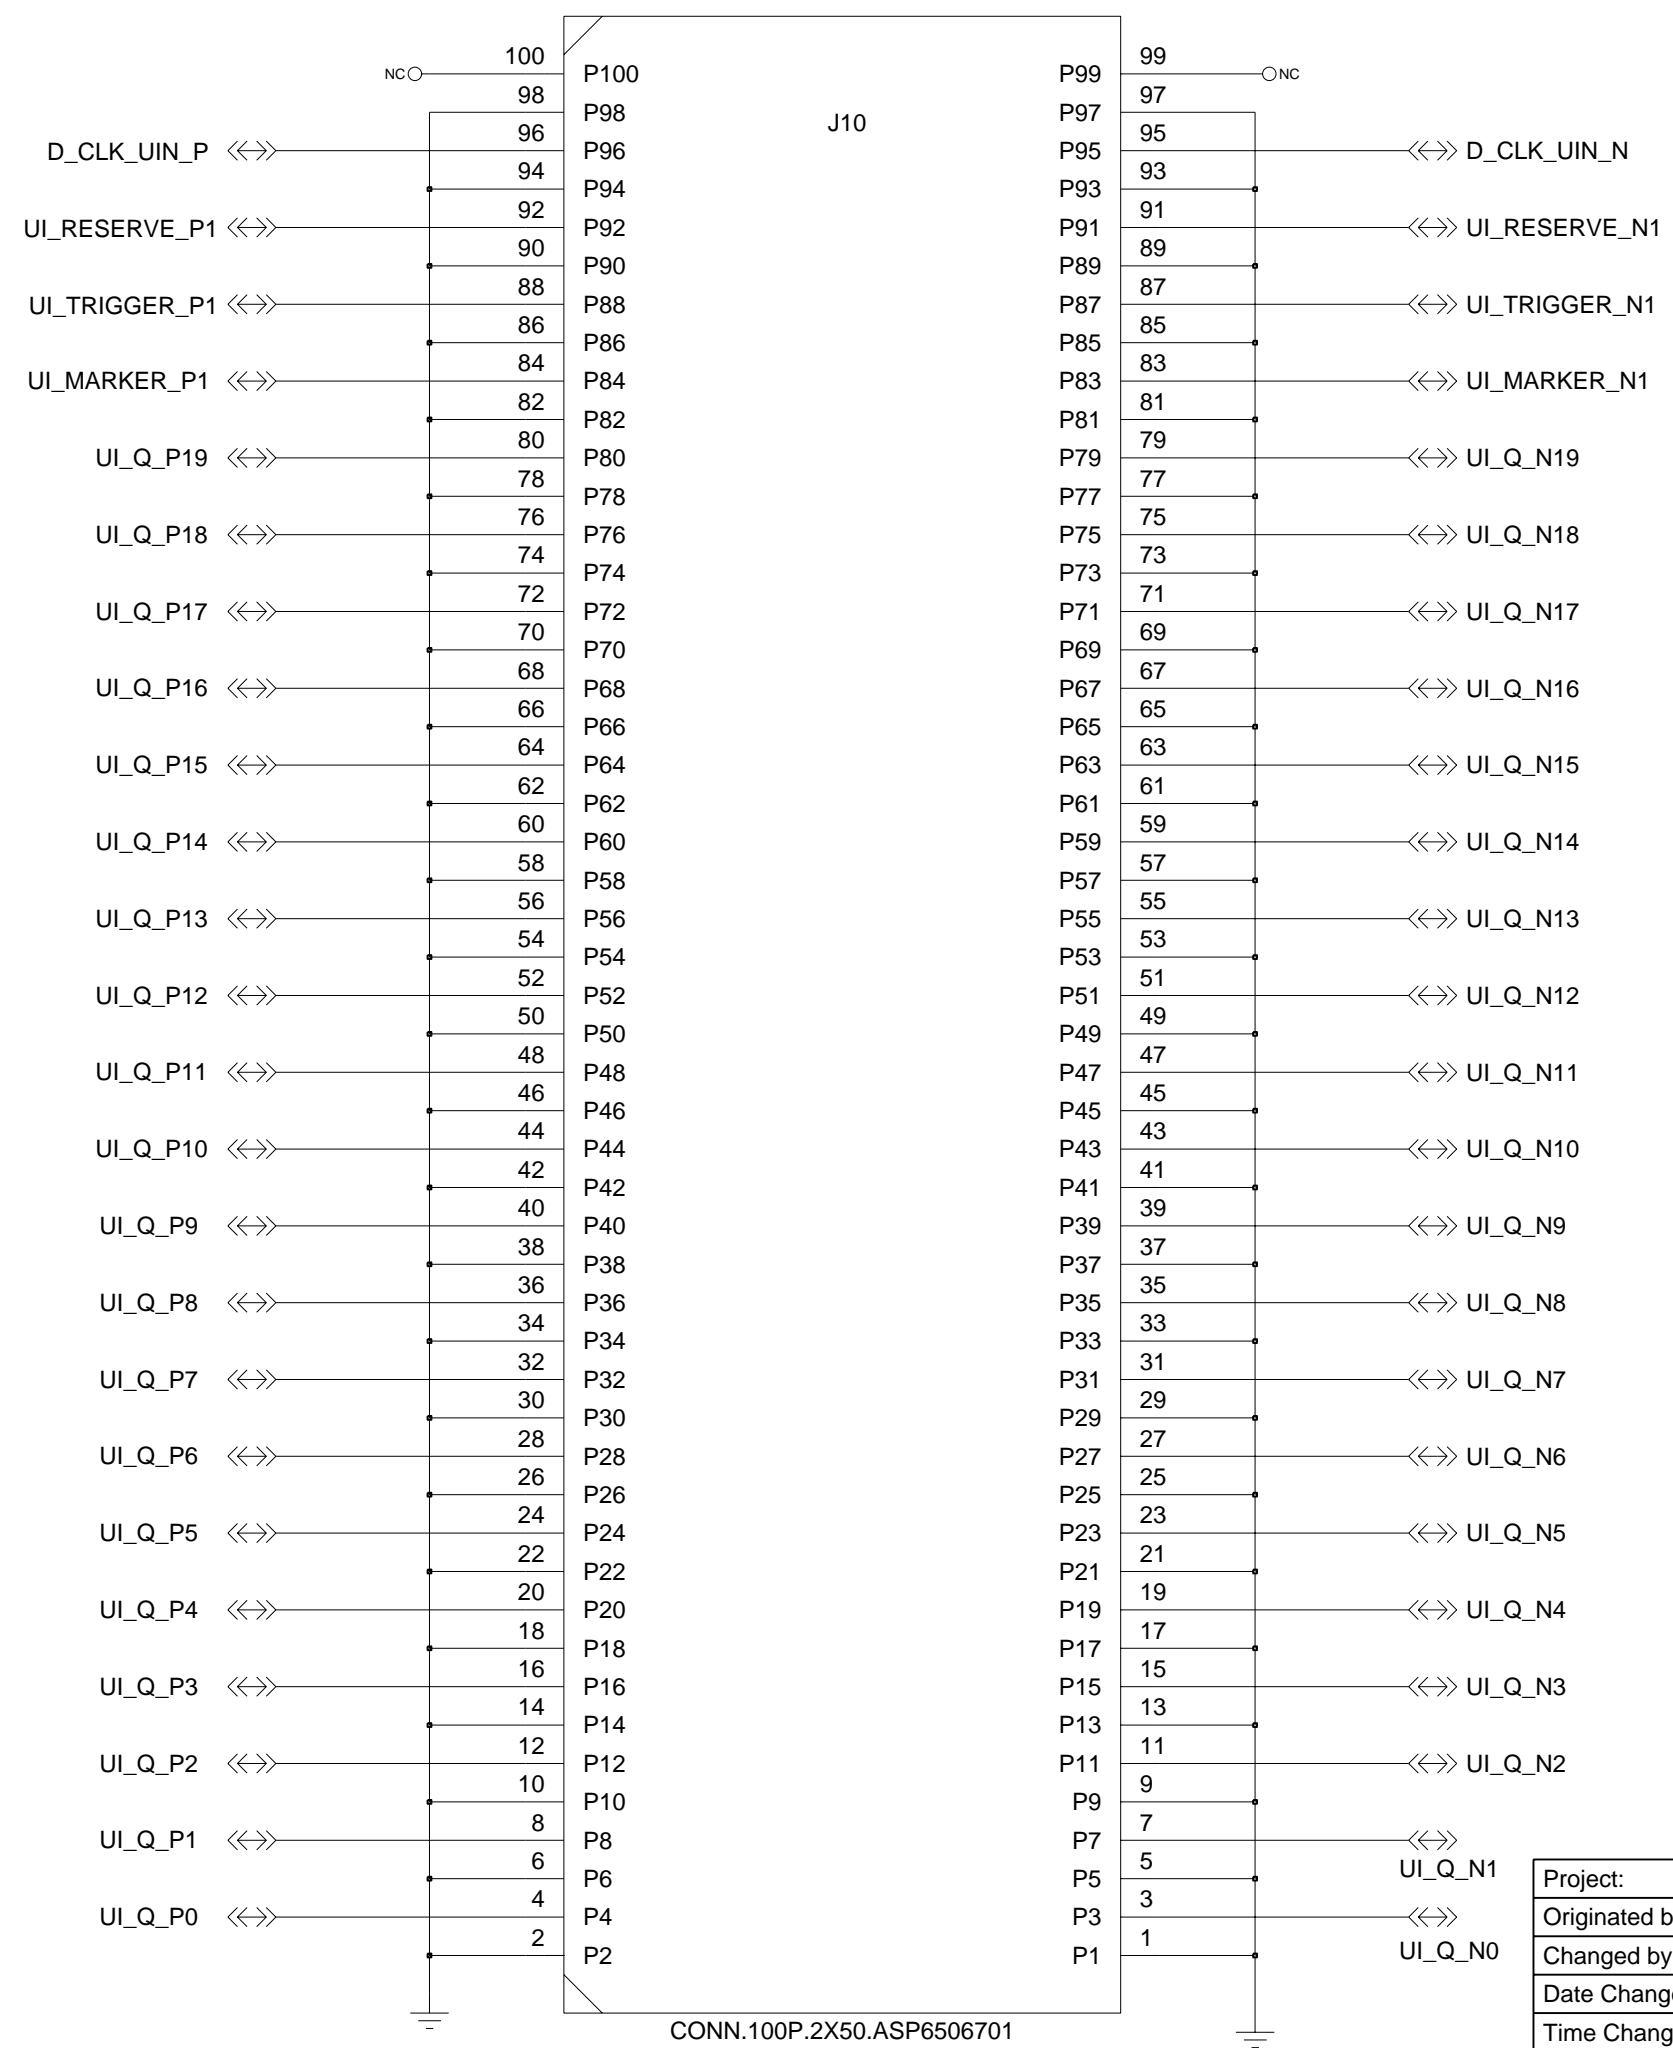 100 99
NC P100 P99 NC
98 97
P98 J10 P97
96 95
D_CLK_UIN_P P96 P95 D_CLK_UIN_N
94 93
P94 P93
92 91
UI_RESERVE_P1 P92 P91 UI_RESERVE_N1
90 89
P90 P89
88 87
UI_TRIGGER_P1 P88 P87 UI_TRIGGER_N1
86 85
P86 P85
84 83
UI_MARKER_P1 P84 P83 UI_MARKER_N1
82 81
P82 P81
80 79
UI_Q_P19 P80 P79 UI_Q_N19
78 77
P78 P77
76 75
UI_Q_P18 P76 P75 UI_Q_N18
74 73
P74 P73
72 71
UI_Q_P17 P72 P71 UI_Q_N17
70 69
P70 P69
68 67
UI_Q_P16 P68 P67 UI_Q_N16
66 65
P66 P65
64 63
UI_Q_P15 P64 P63 UI_Q_N15
62 61
P62 P61
60 59
UI_Q_P14 P60 P59 UI_Q_N14
58 57
P58 P57
56 55
UI_Q_P13 P56 P55 UI_Q_N13
54 53
P54 P53
52 51
UI_Q_P12 P52 P51 UI_Q_N12
50 49
P50 P49
48 47
UI_Q_P11 P48 P47 UI_Q_N11
46 45
P46 P45
44 43
UI_Q_P10 P44 P43 UI_Q_N10
42 41
P42 P41
40 39
UI_Q_P9 P40 P39 UI_Q_N9
38 37
P38 P37
36 35
UI_Q_P8 P36 P35 UI_Q_N8
34 33
P34 P33
32 31
UI_Q_P7 P32 P31 UI_Q_N7
30 29
P30 P29
28 27
UI_Q_P6 P28 P27 UI_Q_N6
26 25
P26 P25
24 23
UI_Q_P5 P24 P23 UI_Q_N5
22 21
P22 P21
20 19
UI_Q_P4 P20 P19 UI_Q_N4
18 17
P18 P17
16 15
UI_Q_P3 P16 P15 UI_Q_N3
14 13
P14 P13
12 11
UI_Q_P2 P12 P11 UI_Q_N2
10 9
P10 P9
8 7
UI_Q_P1 P8 P7
6 5 UI_Q_N1
P6 P5 Project:
4 3
UI_Q_P0 P4 P3 Originated b
2 1 UI_Q_N0
P2 P1 Changed by
Date Change
CONN.100P.2X50.ASP6506701 Time Chang